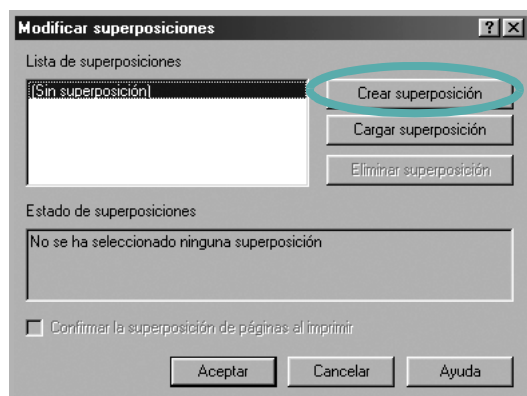 Modificar superposiciones
Lista de superposiciones
(Sin superposición)
Crear superposición
Cargar superposición
Eliminar superposición
Estado de superposiciones
No se ha seleccionado ninguna superposición
Confirmar la superposición de páginas al imprimir
Aceptar
Cancelar
Ayuda